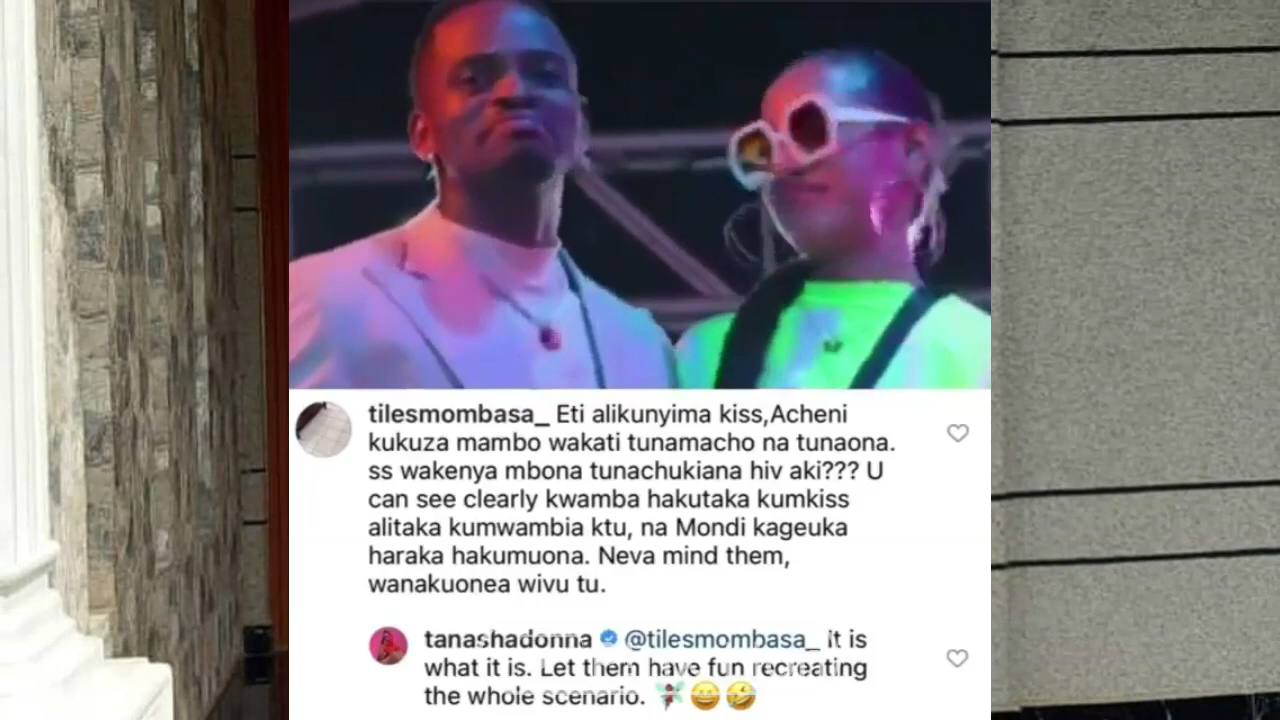 tilesmombasa_ Eti alikunyima kiss,Acheni
kukuza mambo wakati tunamacho na tunaona.
ss wakenya mbona tunachukiana hiv aki??? U
can see clearly kwamba hakutaka kumkiss
alitaka kumwambia ktu, na Mondi kageuka
haraka hakumuona. Neva mind them,
wanakuonea wivu tu.
tanashadonna @tilesmombasa_ It is
what it is. Let them have fun recreating
the whole scenario. 🧚😄🤣